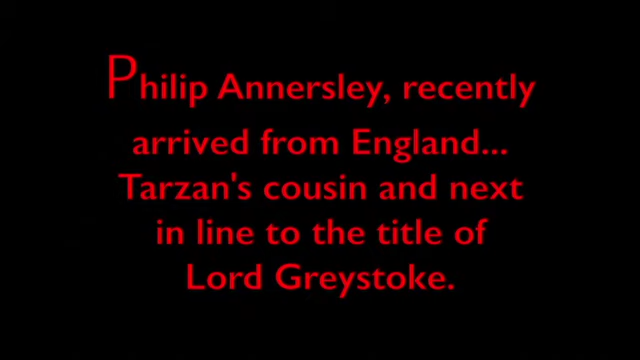 Philip Annersley, recently
arrived from England...
Tarzan's cousin and next
in line to the title of
Lord Greystoke.